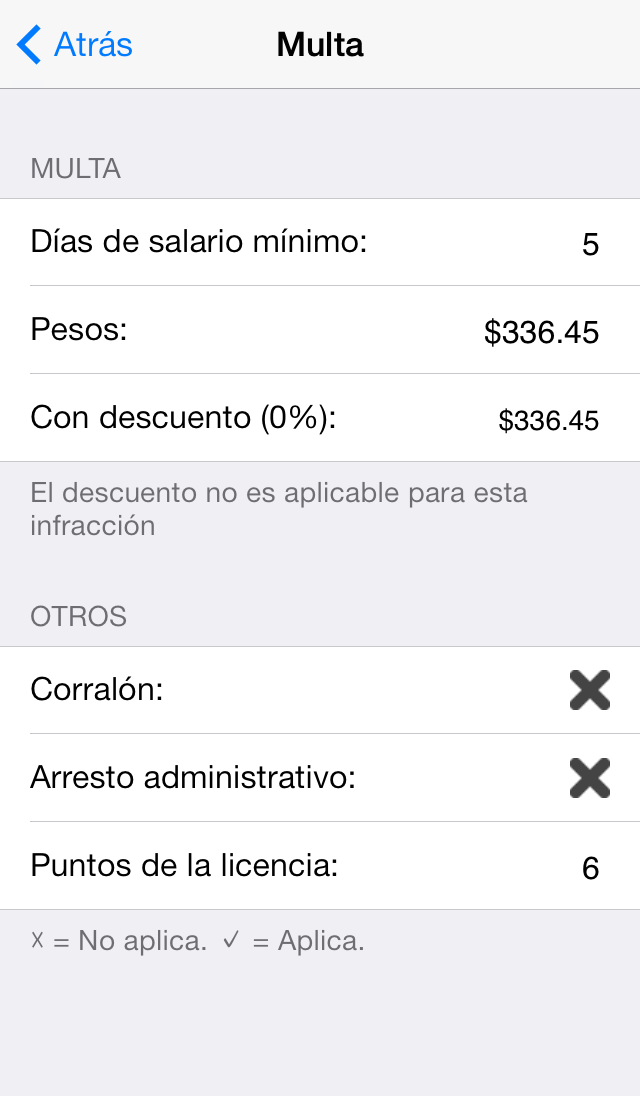 Atrás
Multa
MULTA
Días de salario mínimo: 5
Pesos: $336.45
Con descuento (0%): $336.45
El descuento no es aplicable para esta
infracción
OTROS
Corralón: ✖
Arresto administrativo: ✖
Puntos de la licencia: 6
☓ = No aplica. ✓ = Aplica.